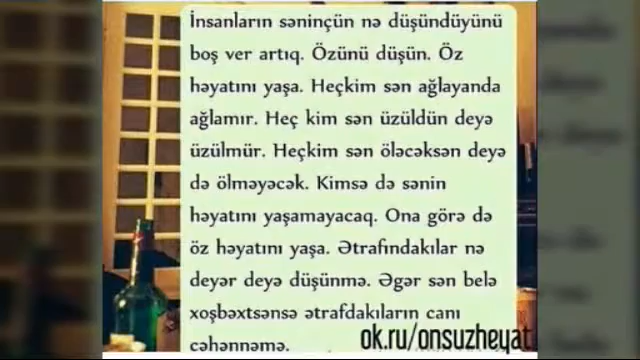 İnsanların səninçün nə düşündüyünü
boş ver artıq. Özünü düşün. Öz
həyatını yaşa. Heçkim sən ağlayanda
ağlamır. Heç kim sən üzüldün deyə
üzülmür. Heçkim sən öləcəksən deyə
də ölməyəcək. Kimsə də sənin
həyatını yaşamayacaq. Ona görə də
öz həyatını yaşa. Ətrafındakılar nə
deyər deyə düşünmə. Əgər sən belə
xoşbəxtsənsə ətrafdakıların canı
cəhənnəmə.
ok.ru/onsuzheyat